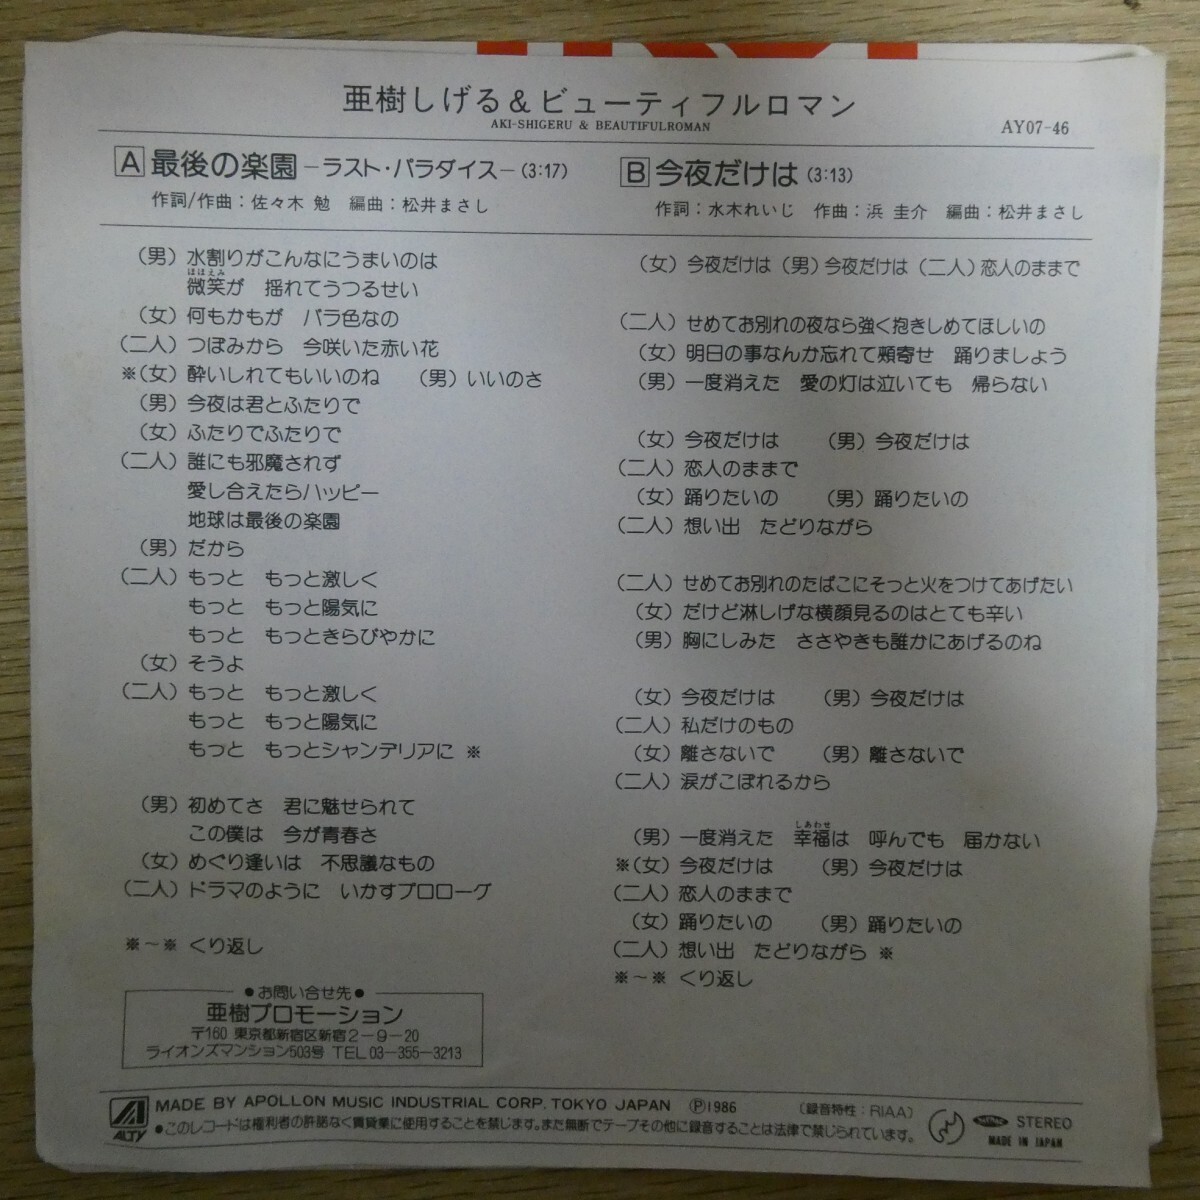 亜樹しげる＆ビューティフルロマン
AKI-SHIGERU & BEAUTIFULROMAN
AY07-46
A 最後の楽園－ラスト・パラダイス－(3:17)
作詞/作曲：佐々木 勉　編曲：松井まさし
（男）水割りがこんなにうまいのは
ほほえみ
微笑が　揺れてうつるせい
（女）何もかもが　バラ色なの
（二人）つぼみから　今咲いた赤い花
※（女）酔いしれてもいいのね　（男）いいのさ
（男）今夜は君とふたりで
（女）ふたりでふたりで
（二人）誰にも邪魔されず
愛し合えたらハッピー
地球は最後の楽園
（男）だから
（二人）もっと　もっと激しく
もっと　もっと陽気に
もっと　もっときらびやかに
（女）そうよ
（二人）もっと　もっと激しく
もっと　もっと陽気に
もっと　もっとシャンデリアに ※
（男）初めてさ　君に魅せられて
この僕は　今が青春さ
（女）めぐり逢いは　不思議なもの
（二人）ドラマのように　いかすプロローグ
※～※ くり返し
B 今夜だけは(3:13)
作詞：水木れいじ　作曲：浜 圭介　編曲：松井まさし
（女）今夜だけは（男）今夜だけは（二人）恋人のままで
（二人）せめてお別れの夜なら強く抱きしめてほしいの
（女）明日の事なんか忘れて頬寄せ　踊りましょう
（男）一度消えた　愛の灯は泣いても　帰らない
（女）今夜だけは　（男）今夜だけは
（二人）恋人のままで
（女）踊りたいの　（男）踊りたいの
（二人）想い出　たどりながら
（二人）せめてお別れのたばこにそっと火をつけてあげたい
（女）だけど淋しげな横顔見るのはとても辛い
（男）胸にしみた　ささやきも誰かにあげるのね
（女）今夜だけは　（男）今夜だけは
（二人）私だけのもの
（女）離さないで　（男）離さないで
（二人）涙がこぼれるから
しあわせ
（男）一度消えた　幸福は　呼んでも　届かない
※（女）今夜だけは　（男）今夜だけは
（二人）恋人のままで
（女）踊りたいの　（男）踊りたいの
（二人）想い出　たどりながら ※
※～※ くり返し
●お問い合せ先●
亜樹プロモーション
〒160 東京都新宿区新宿2－9－20
ライオンズマンション503号 TEL 03－355－3213
ALTY
MADE BY APOLLON MUSIC INDUSTRIAL CORP. TOKYO JAPAN　Ⓟ1986　（録音特性：RIAA）
●このレコードは権利者の許諾なく賃貸業に使用することを禁じます。また無断でテープその他に録音することは法律で禁じられています。
STEREO
MADE IN JAPAN